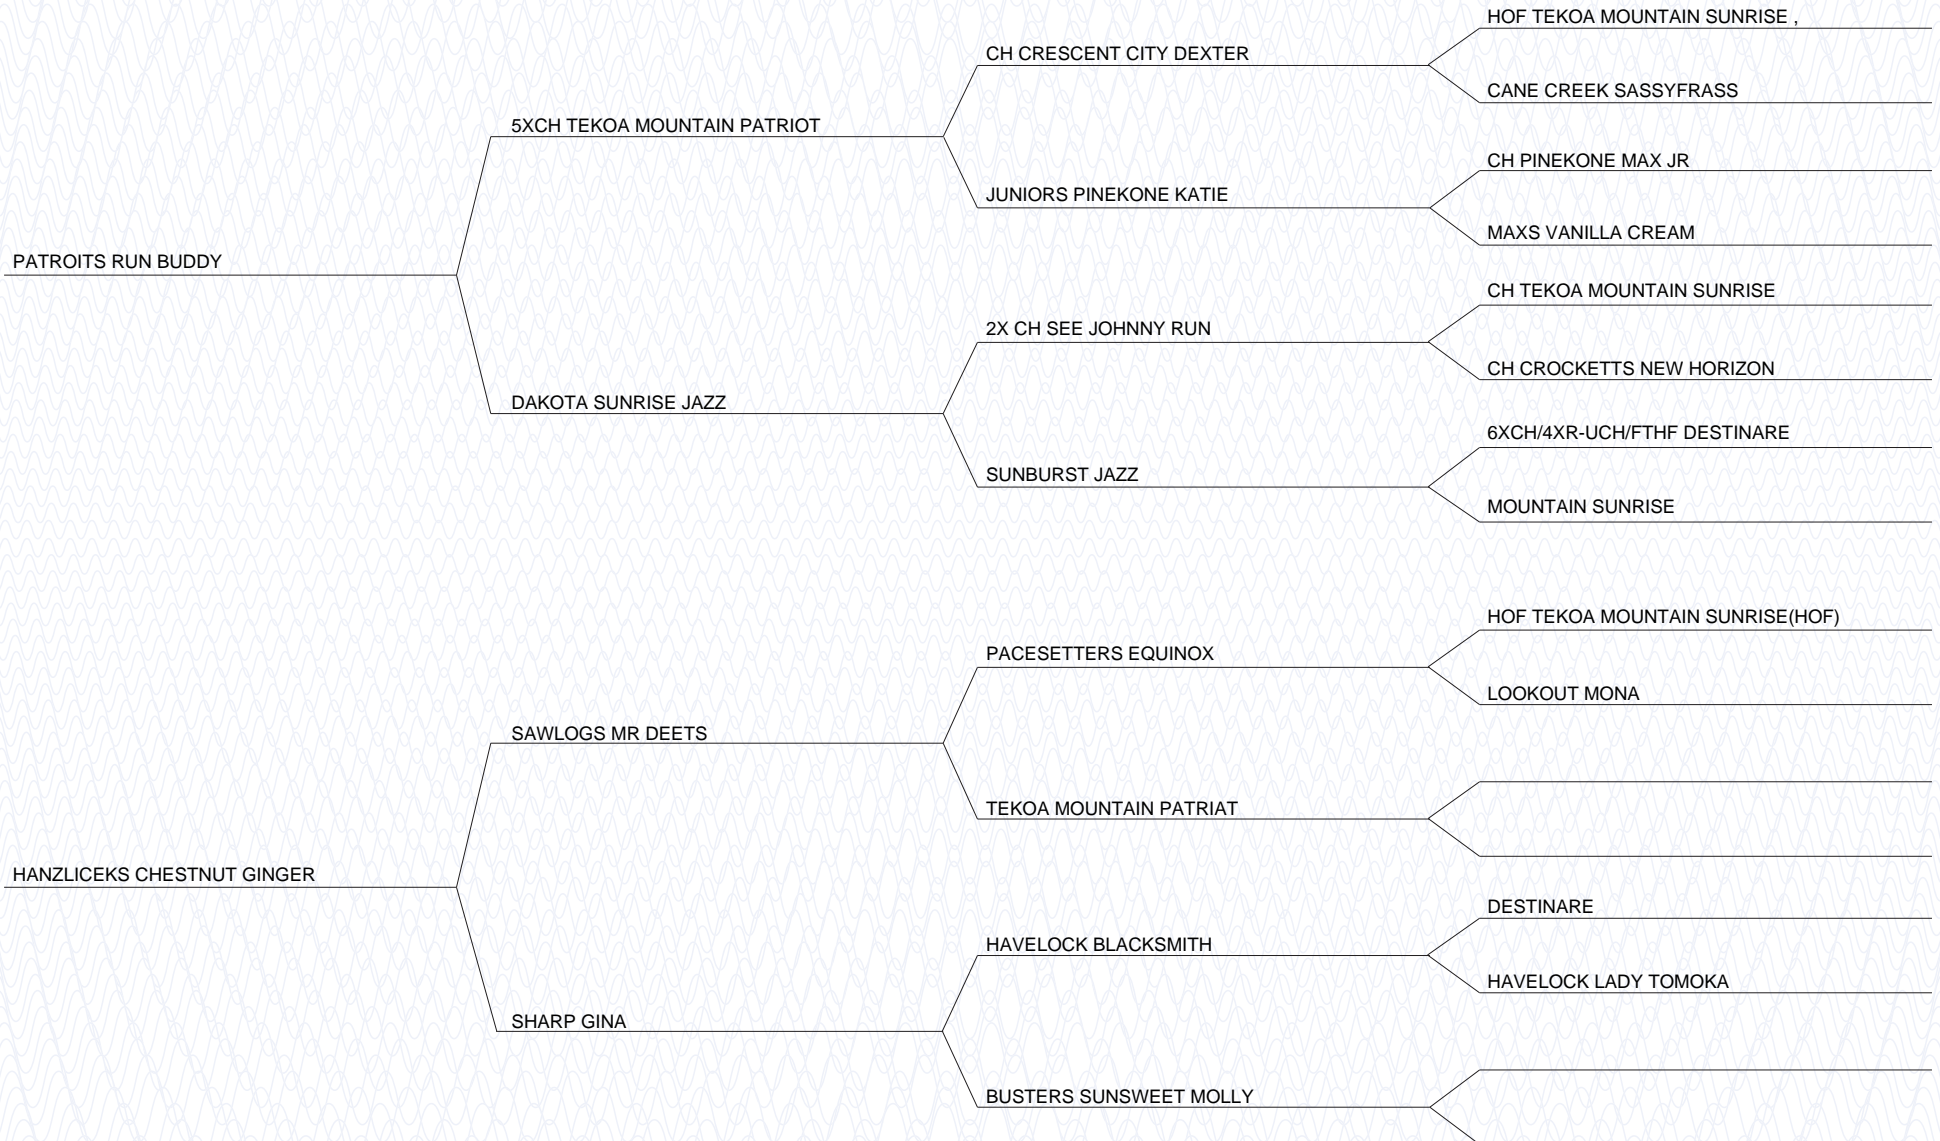 HOF TEKOA MOUNTAIN SUNRISE ,
CH CRESCENT CITY DEXTER
CANE CREEK SASSYFRASS
5XCH TEKOA MOUNTAIN PATRIOT
CH PINEKONE MAX JR
JUNIORS PINEKONE KATIE
MAXS VANILLA CREAM
PATROITS RUN BUDDY
CH TEKOA MOUNTAIN SUNRISE
2X CH SEE JOHNNY RUN
CH CROCKETTS NEW HORIZON
DAKOTA SUNRISE JAZZ
6XCH/4XR-UCH/FTHF DESTINARE
SUNBURST JAZZ
MOUNTAIN SUNRISE
HOF TEKOA MOUNTAIN SUNRISE(HOF)
PACESETTERS EQUINOX
LOOKOUT MONA
SAWLOGS MR DEETS
TEKOA MOUNTAIN PATRIAT
HANZLICEKS CHESTNUT GINGER
DESTINARE
HAVELOCK BLACKSMITH
HAVELOCK LADY TOMOKA
SHARP GINA
BUSTERS SUNSWEET MOLLY